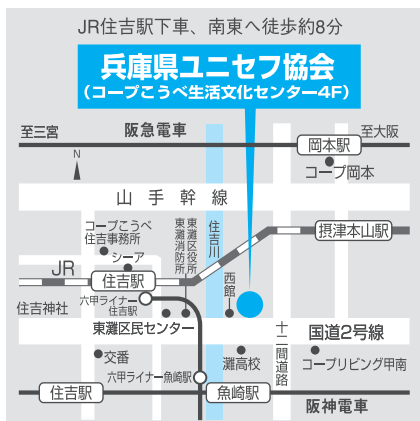 JR住吉駅下車、南東へ徒歩約8分
兵庫県ユニセフ協会
（コープこうべ生活文化センター4F）
至三宮
阪急電車
至大阪
岡本駅
N
コープ岡本
山手幹線
コープこうべ
住吉事務所
シーア
東灘消防所
東灘区役所
住吉川
摂津本山駅
JR
住吉駅
西館
六甲ライナー
住吉駅
住吉神社
東灘区民センター
十二間道路
国道2号線
交番
灘高校
コープリビング甲南
六甲ライナー魚崎駅
住吉駅
魚崎駅
阪神電車